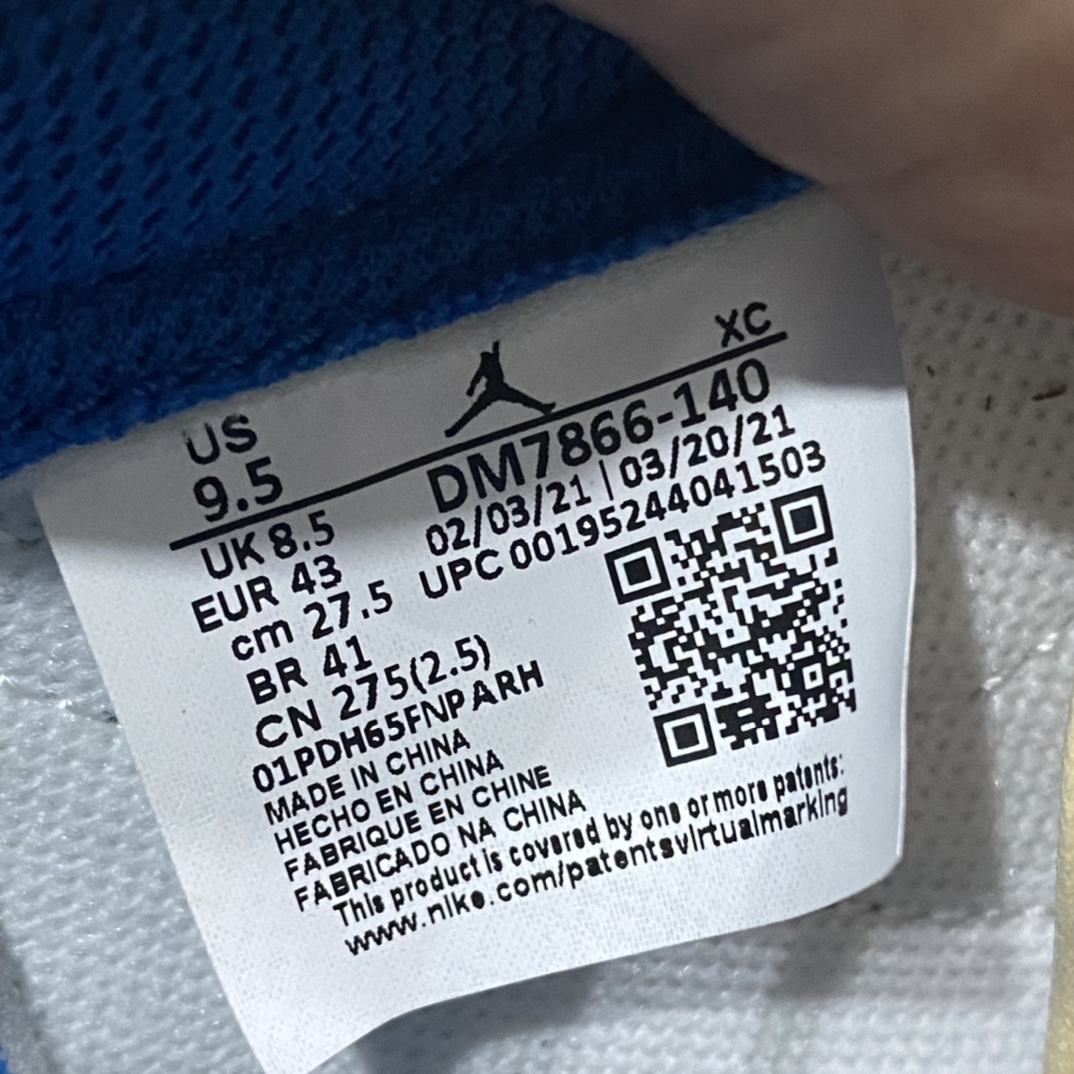 XC
US
9.5
DM7866-140
02/03/21 | 03/20/21
UPC 00195244041503
UK 8.5
EUR 43
cm 27.5
BR 41
CN 275(2.5)
01PDH65FNPARH
MADE IN CHINA
HECHO EN CHINA
FABRIQUE EN CHINE
FABRICADO NA CHINA
This product is covered by one or more patents:
www.nike.com/patentsvirtualmarking